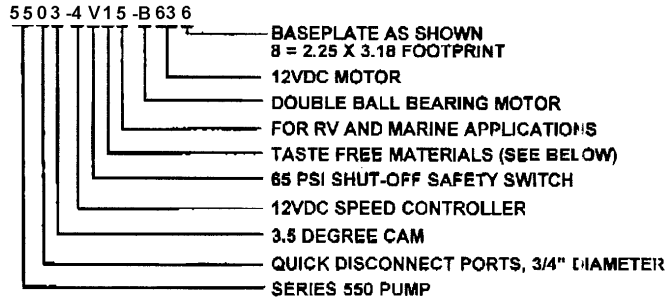 5503-4V15-B636
BASEPLATE AS SHOWN
8 = 2.25 X 3.18 FOOTPRINT
12VDC MOTOR
DOUBLE BALL BEARING MOTOR
FOR RV AND MARINE APPLICATIONS
TASTE FREE MATERIALS (SEE BELOW)
65 PSI SHUT-OFF SAFETY SWITCH
12VDC SPEED CONTROLLER
3.5 DEGREE CAM
QUICK DISCONNECT PORTS, 3/4" DIAMETER
SERIES 550 PUMP